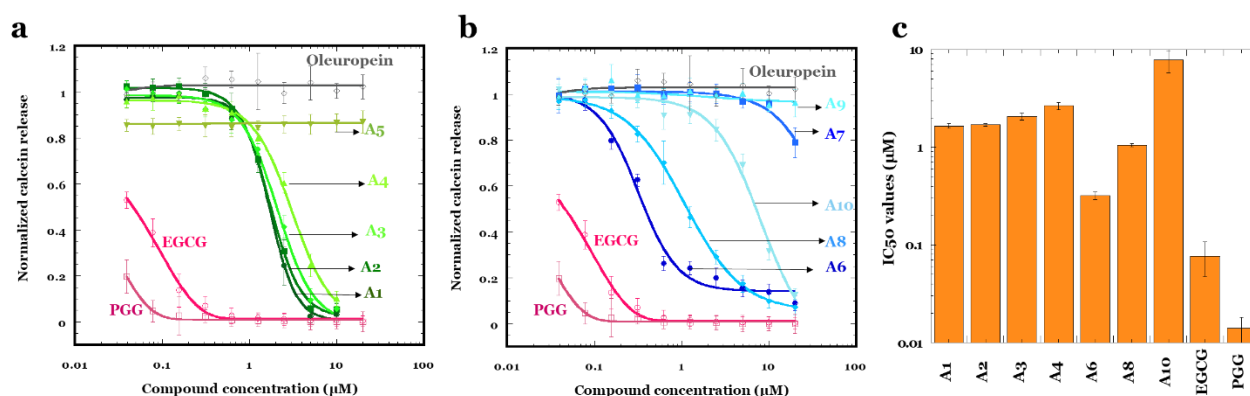 a
Normalized calcein release
1.2
1
0.8
0.6
0.4
0.2
0
0.01
0.1
1
10
100
Compound concentration (µM)
Oleuropein
A5
A4
A3
A2
A1
EGCG
PGG
b
Normalized calcein release
1.2
1
0.8
0.6
0.4
0.2
0
0.01
0.1
1
10
100
Compound concentration (µM)
Oleuropein
A9
A7
A10
A8
A6
EGCG
PGG
c
IC50 values (µM)
10
1
0.1
0.01
A1
A2
A3
A4
A6
A8
A10
EGCG
PGG